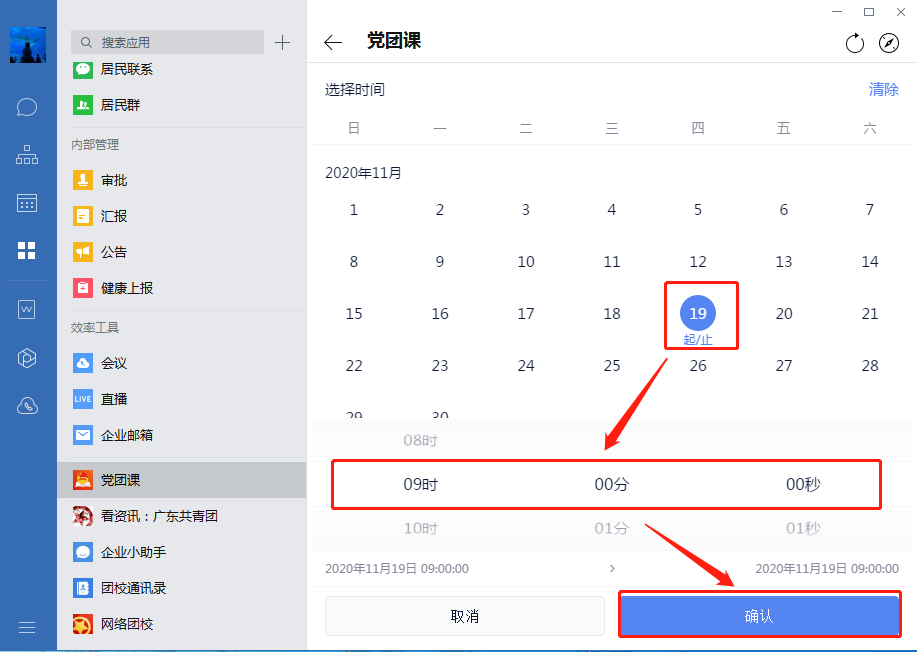 搜索应用
居民联系
居民群
内部管理
审批
汇报
公告
健康上报
效率工具
会议
LIVE 直播
企业邮箱
党团课
看资讯：广东共青团
企业小助手
团校通讯录
网络团校
党团课
选择时间 清除
日 一 二 三 四 五 六
2020年11月
1 2 3 4 5 6 7
8 9 10 11 12 13 14
15 16 17 18 19 20 21
起/止
22 23 24 25 26 27 28
29 30
08时
09时 00分 00秒
10时 01分 01秒
2020年11月19日 09:00:00 > 2020年11月19日 09:00:00
取消 确认